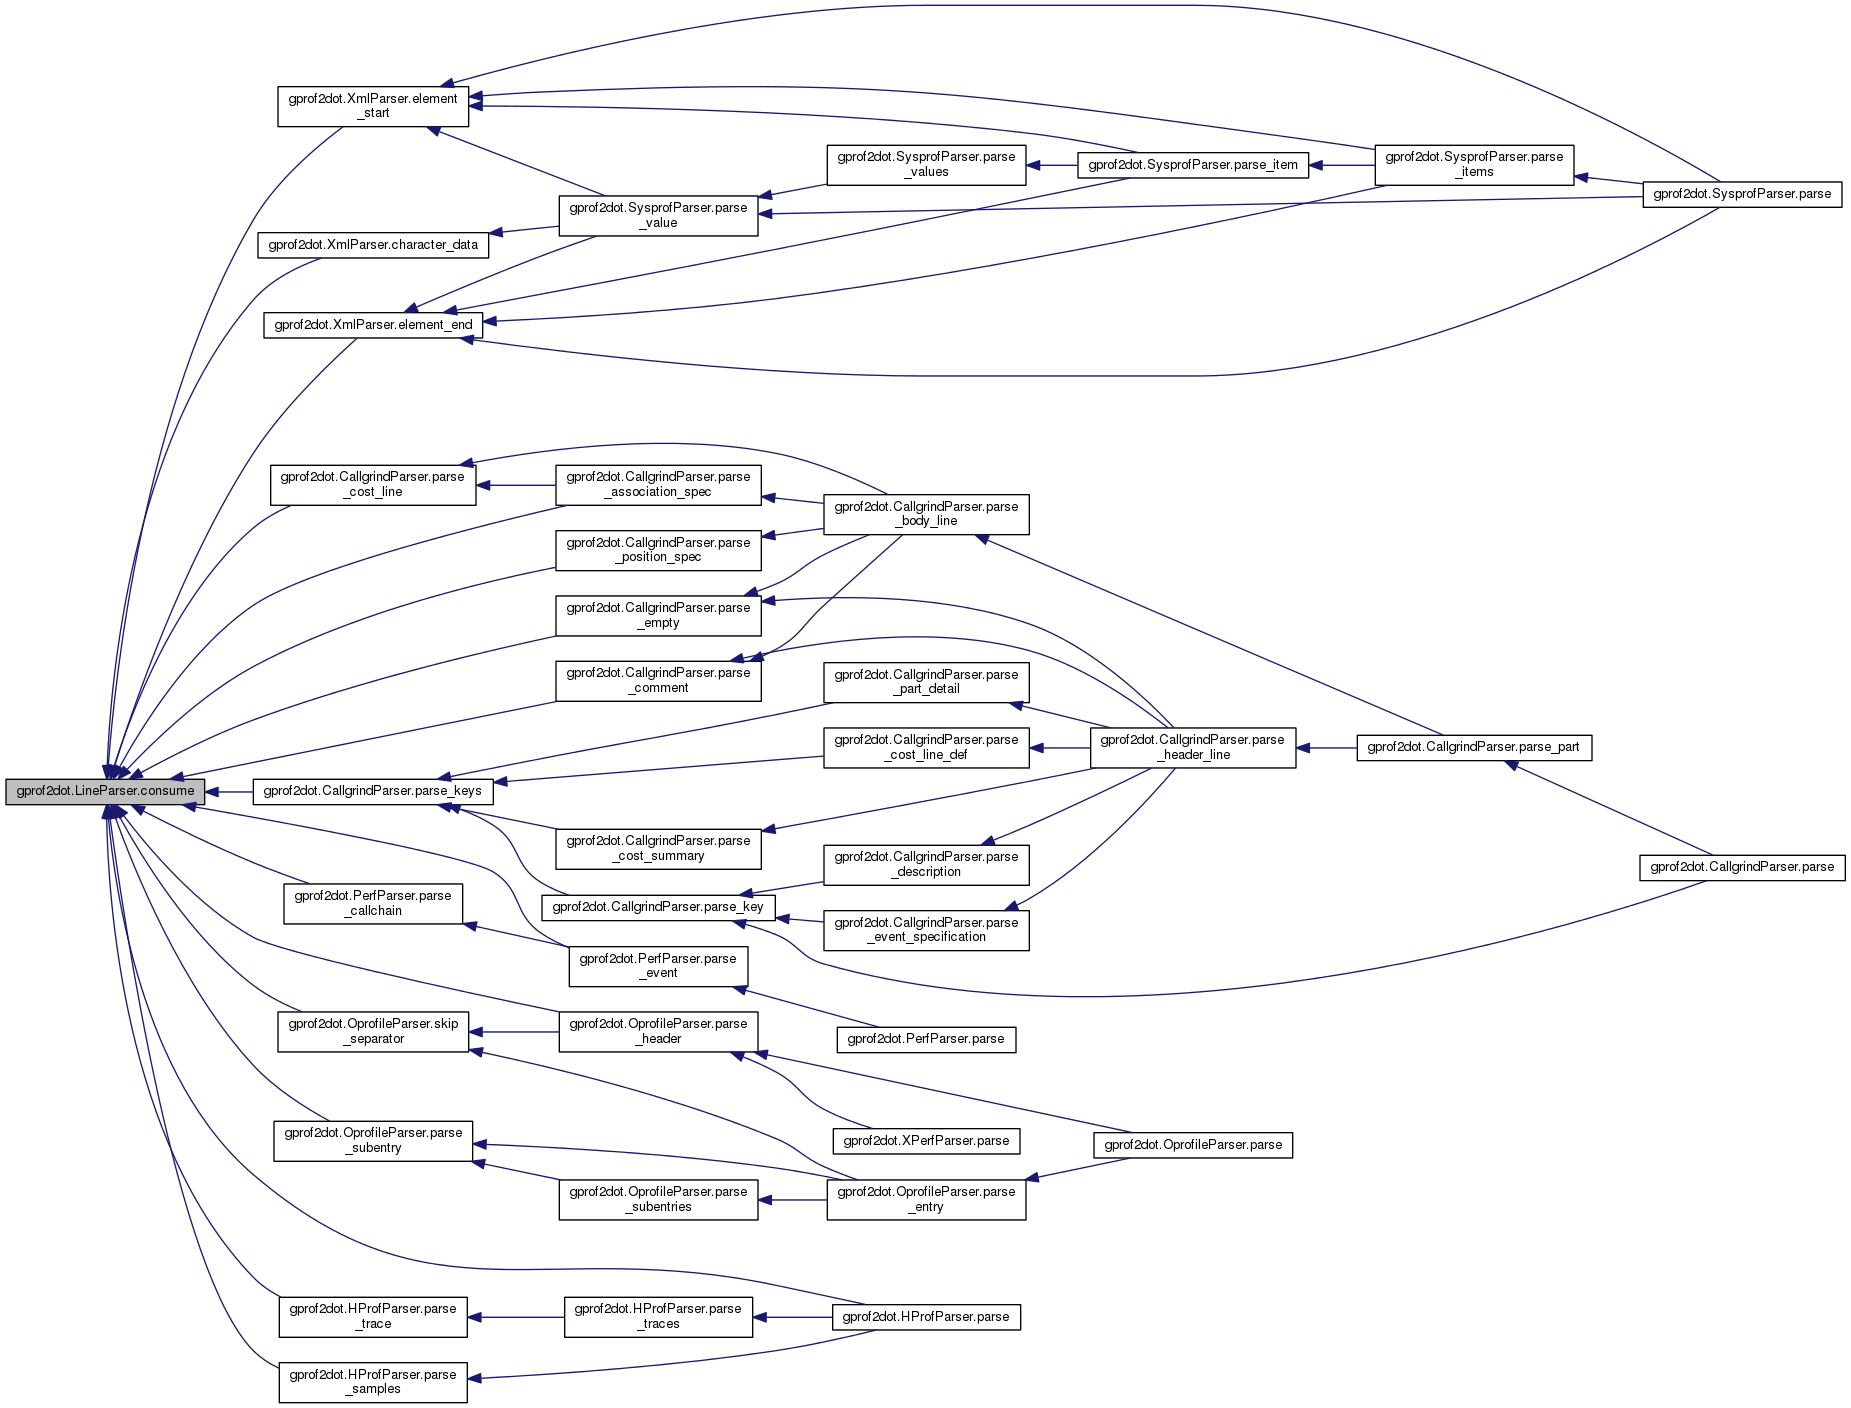 gprof2dot.XmlParser.element
_start
gprof2dot.SysprofParser.parse
_values
gprof2dot.SysprofParser.parse_item
gprof2dot.SysprofParser.parse
_items
gprof2dot.SysprofParser.parse
gprof2dot.SysprofParser.parse
_value
gprof2dot.XmlParser.character_data
gprof2dot.XmlParser.element_end
gprof2dot.CallgrindParser.parse
_cost_line
gprof2dot.CallgrindParser.parse
_association_spec
gprof2dot.CallgrindParser.parse
_body_line
gprof2dot.CallgrindParser.parse
_position_spec
gprof2dot.CallgrindParser.parse
_empty
gprof2dot.CallgrindParser.parse
_comment
gprof2dot.CallgrindParser.parse
_part_detail
gprof2dot.CallgrindParser.parse
_cost_line_def
gprof2dot.CallgrindParser.parse
_header_line
gprof2dot.CallgrindParser.parse_part
gprof2dot.LineParser.consume
gprof2dot.CallgrindParser.parse_keys
gprof2dot.CallgrindParser.parse
_cost_summary
gprof2dot.CallgrindParser.parse
_description
gprof2dot.CallgrindParser.parse
gprof2dot.PerfParser.parse
_callchain
gprof2dot.CallgrindParser.parse_key
gprof2dot.CallgrindParser.parse
_event_specification
gprof2dot.PerfParser.parse
_event
gprof2dot.OprofileParser.skip
_separator
gprof2dot.OprofileParser.parse
_header
gprof2dot.PerfParser.parse
gprof2dot.OprofileParser.parse
_subentry
gprof2dot.XPerfParser.parse
gprof2dot.OprofileParser.parse
gprof2dot.OprofileParser.parse
_subentries
gprof2dot.OprofileParser.parse
_entry
gprof2dot.HProfParser.parse
_trace
gprof2dot.HProfParser.parse
_traces
gprof2dot.HProfParser.parse
gprof2dot.HProfParser.parse
_samples